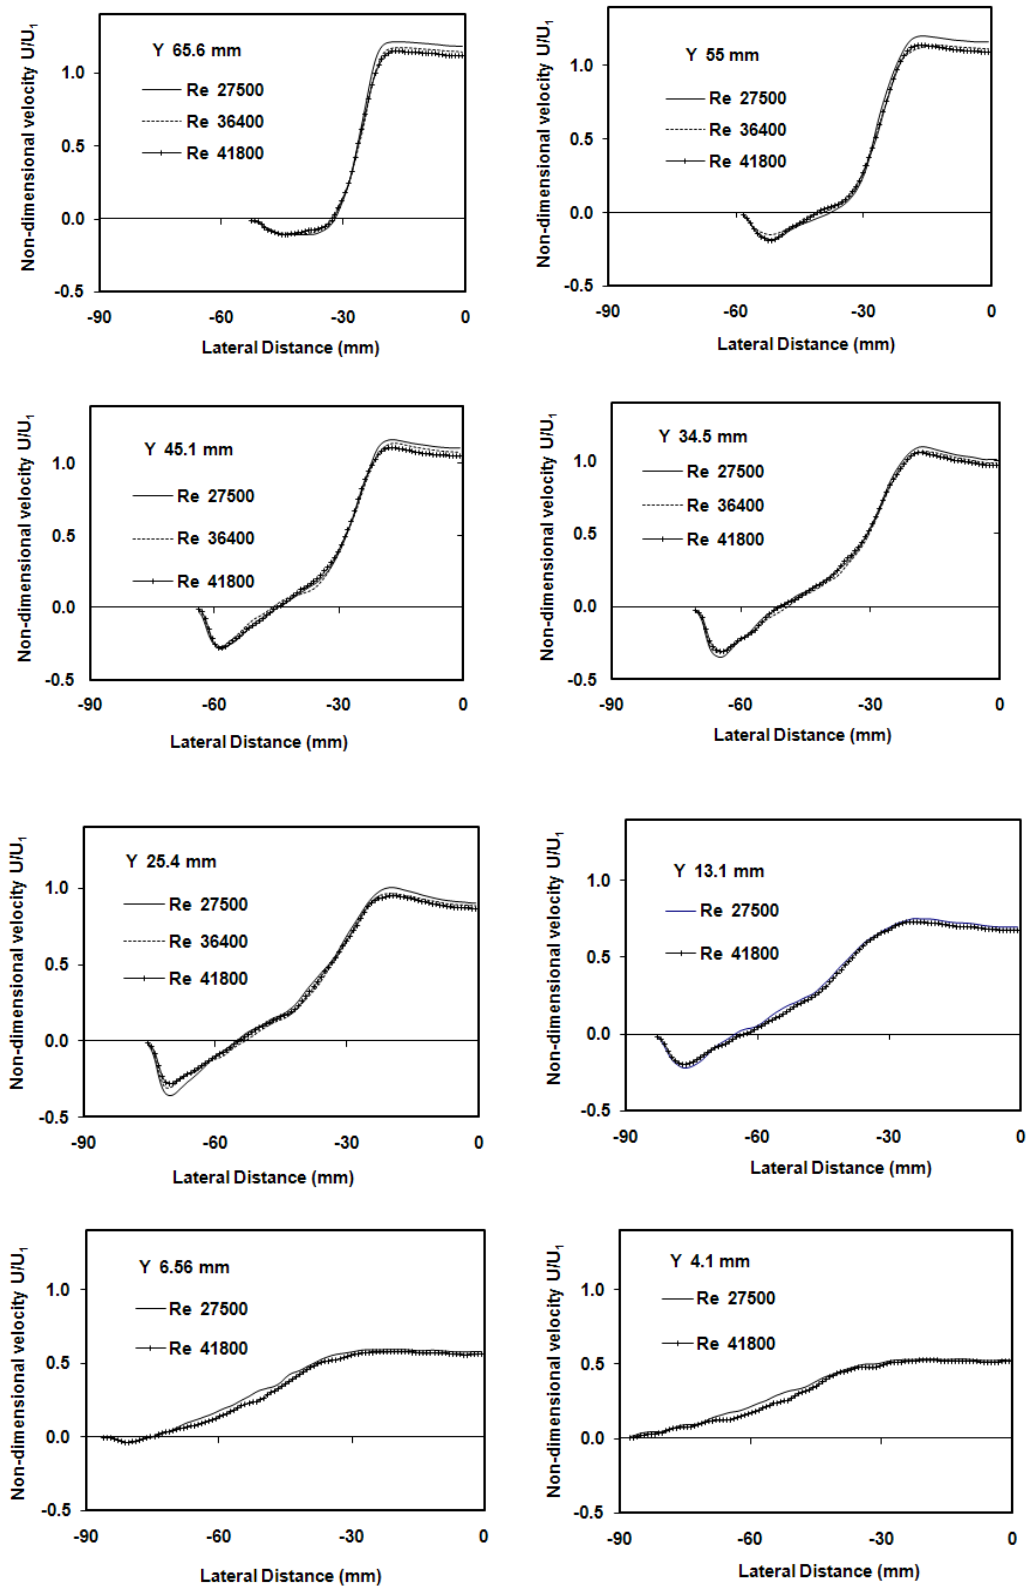 Non-dimensional velocity U/U1
1.0
0.5
0.0
-0.5
Y 65.6 mm
Re 27500
Re 36400
Re 41800
-90 -60 -30 0
Lateral Distance (mm)
Non-dimensional velocity U/U1
1.0
0.5
0.0
-0.5
Y 55 mm
Re 27500
Re 36400
Re 41800
-90 -60 -30 0
Lateral Distance (mm)
Non-dimensional velocity U/U1
1.0
0.5
0.0
-0.5
Y 45.1 mm
Re 27500
Re 36400
Re 41800
-90 -60 -30 0
Lateral Distance (mm)
Non-dimensional velocity U/U1
1.0
0.5
0.0
-0.5
Y 34.5 mm
Re 27500
Re 36400
Re 41800
-90 -60 -30 0
Lateral Distance (mm)
Non-dimensional velocity U/U1
1.0
0.5
0.0
-0.5
Y 25.4 mm
Re 27500
Re 36400
Re 41800
-90 -60 -30 0
Lateral Distance (mm)
Non-dimensional velocity U/U1
1.0
0.5
0.0
-0.5
Y 13.1 mm
Re 27500
Re 41800
-90 -60 -30 0
Lateral Distance (mm)
Non-dimensional velocity U/U1
1.0
0.5
0.0
-0.5
Y 6.56 mm
Re 27500
Re 41800
-90 -60 -30 0
Lateral Distance (mm)
Non-dimensional velocity U/U1
1.0
0.5
0.0
-0.5
Y 4.1 mm
Re 27500
Re 41800
-90 -60 -30 0
Lateral Distance (mm)